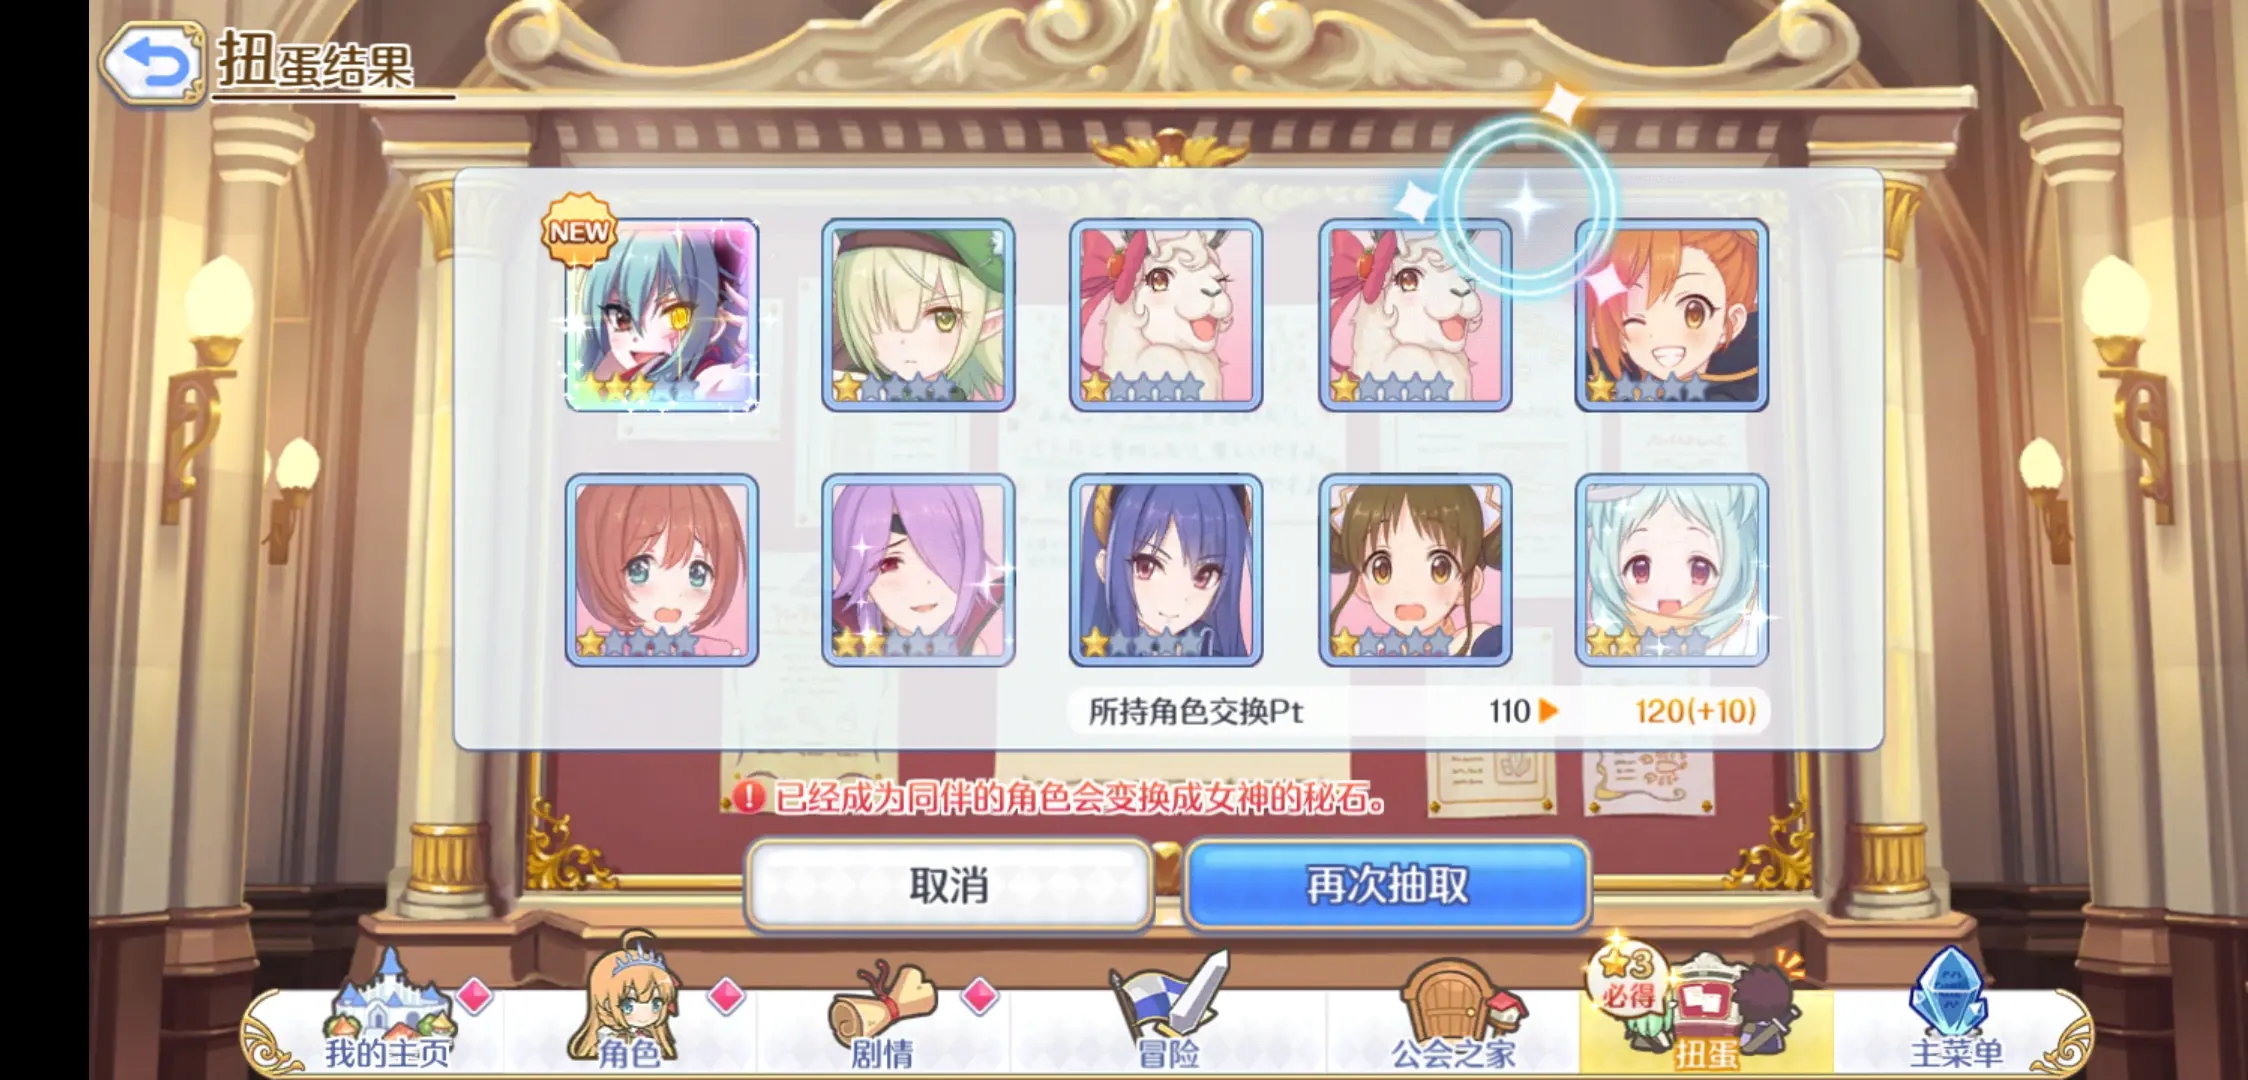 扭蛋结果
NEW
所持角色交换Pt 110 120(+10)
已经成为同伴的角色会变换成女神的秘石。
取消
再次抽取
3
必得
我的主页
角色
剧情
冒险
公会之家
扭蛋
主菜单